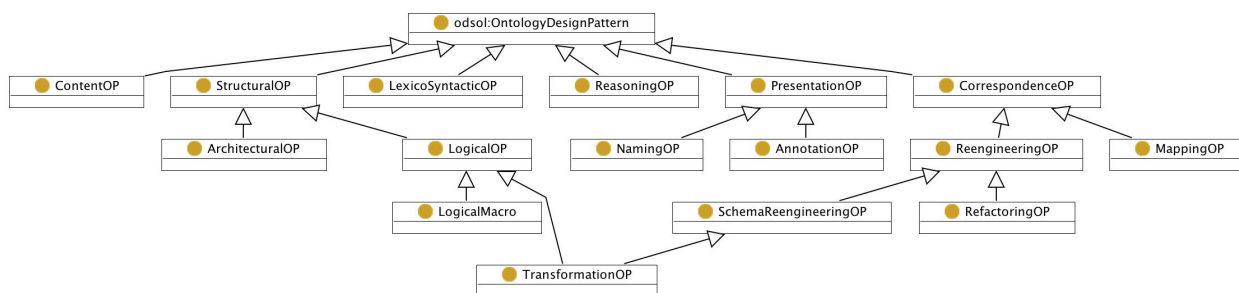 odsol:OntologyDesignPattern
ContentOP
StructuralOP
LexicoSyntacticOP
ReasoningOP
PresentationOP
CorrespondenceOP
ArchitecturalOP
LogicalOP
NamingOP
AnnotationOP
ReengineeringOP
MappingOP
LogicalMacro
SchemaReengineeringOP
RefactoringOP
TransformationOP